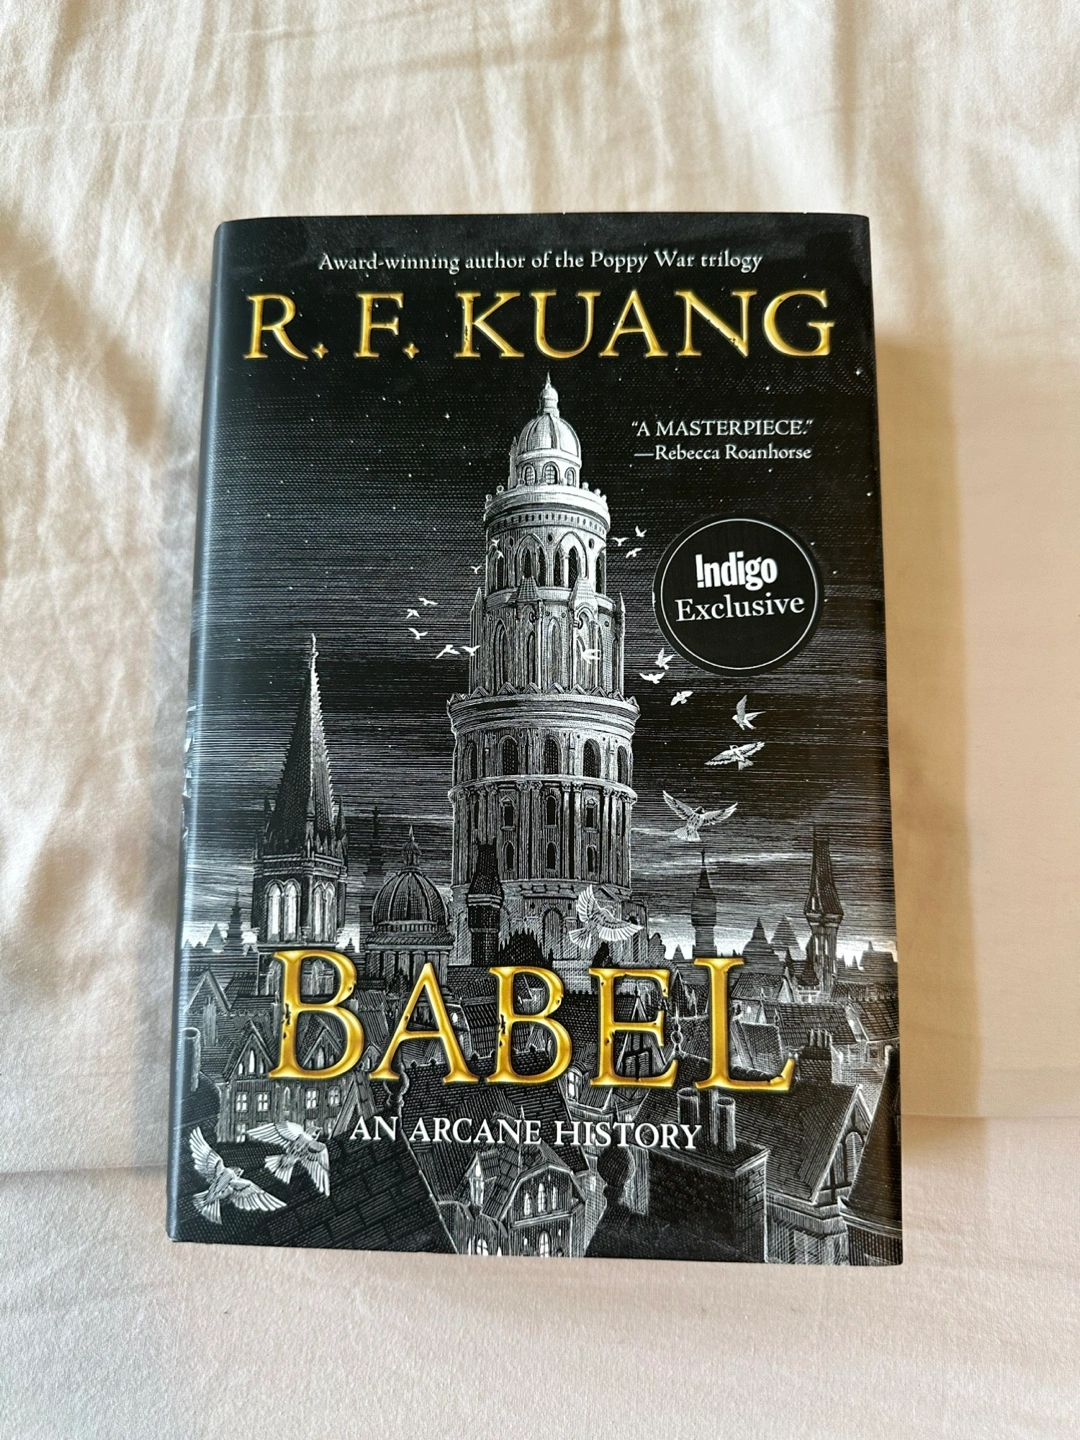 Award-winning author of the Poppy War trilogy
R. F. KUANG
“A MASTERPIECE.”
—Rebecca Roanhorse
!ndigo
Exclusive
BABEL
AN ARCANE HISTORY